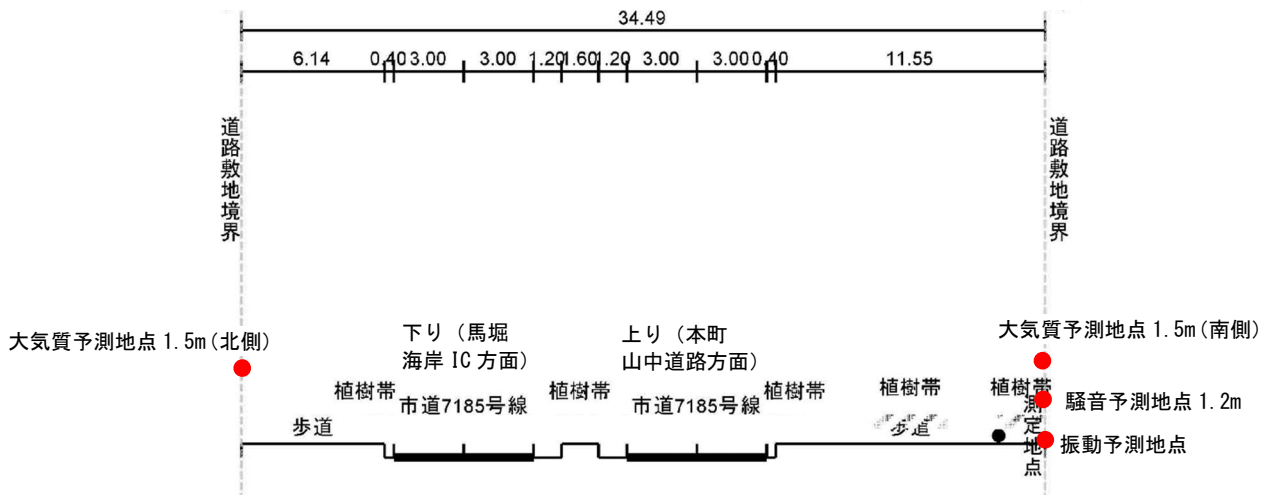 34.49
6.14 0.40 3.00 3.00 1.20 1.60 1.20 3.00 3.00 0.40 11.55
道路敷地境界
道路敷地境界
大気質予測地点 1.5m(北側)
下り（馬堀
海岸 IC 方面）
上り（本町
山中道路方面）
大気質予測地点 1.5m(南側)
植樹帯
市道7185号線
植樹帯
市道7185号線
植樹帯
植樹帯
植樹帯
騒音予測地点 1.2m
歩道
歩道
測定地点
振動予測地点